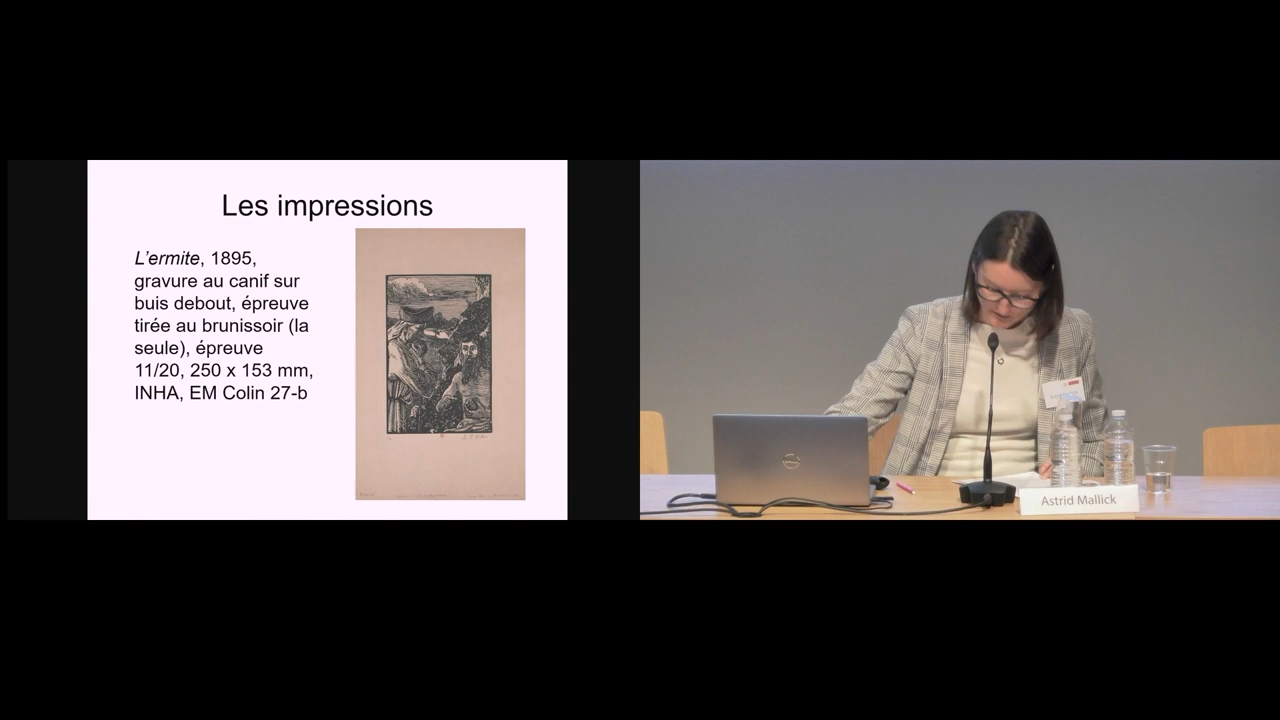 Les impressions
L'ermite, 1895,
gravure au canif sur
buis debout, épreuve
tirée au brunissoir (la
seule), épreuve
11/20, 250 x 153 mm,
INHA, EM Colin 27-b
Astrid Mallick